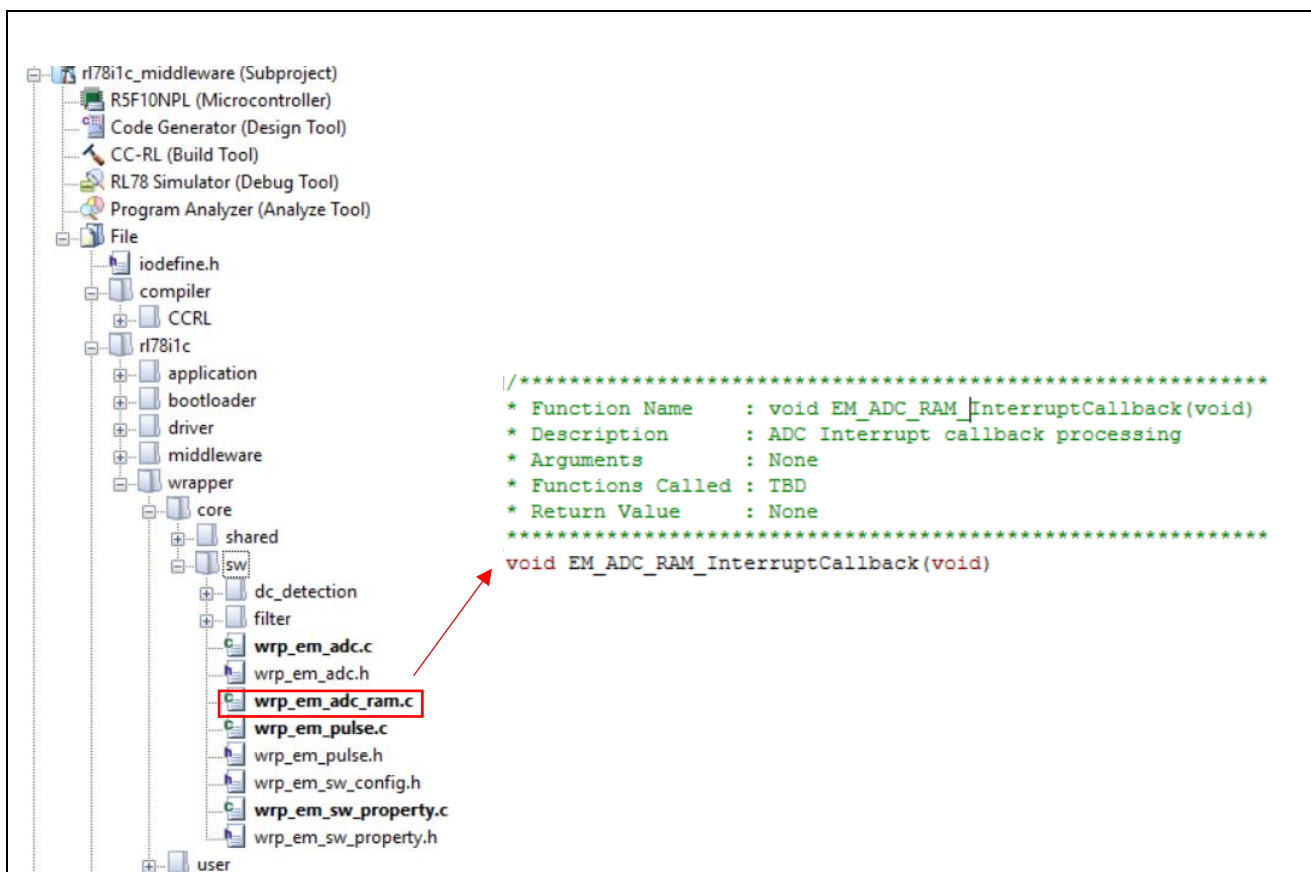 rl78i1c_middleware (Subproject)
R5F10NPL (Microcontroller)
Code Generator (Design Tool)
CC-RL (Build Tool)
RL78 Simulator (Debug Tool)
Program Analyzer (Analyze Tool)
File
iodefine.h
compiler
CCRL
rl78i1c
application
bootloader
driver
middleware
wrapper
core
shared
sw
dc_detection
filter
wrp_em_adc.c
wrp_em_adc.h
wrp_em_adc_ram.c
wrp_em_pulse.c
wrp_em_pulse.h
wrp_em_sw_config.h
wrp_em_sw_property.c
wrp_em_sw_property.h
user
/*************************************************************
* Function Name    : void EM_ADC_RAM_InterruptCallback(void)
* Description      : ADC Interrupt callback processing
* Arguments        : None
* Functions Called : TBD
* Return Value     : None
*************************************************************
void EM_ADC_RAM_InterruptCallback(void)